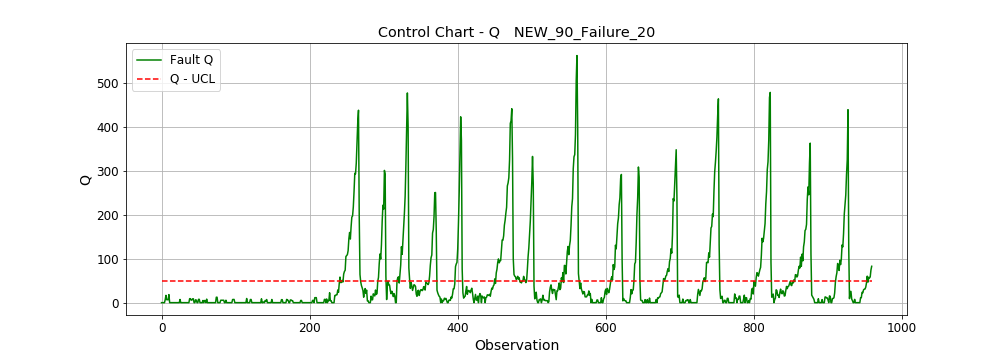 Control Chart - Q   NEW_90_Failure_20
Fault Q
Q - UCL
Q
500
400
300
200
100
0
0 200 400 600 800 1000
Observation